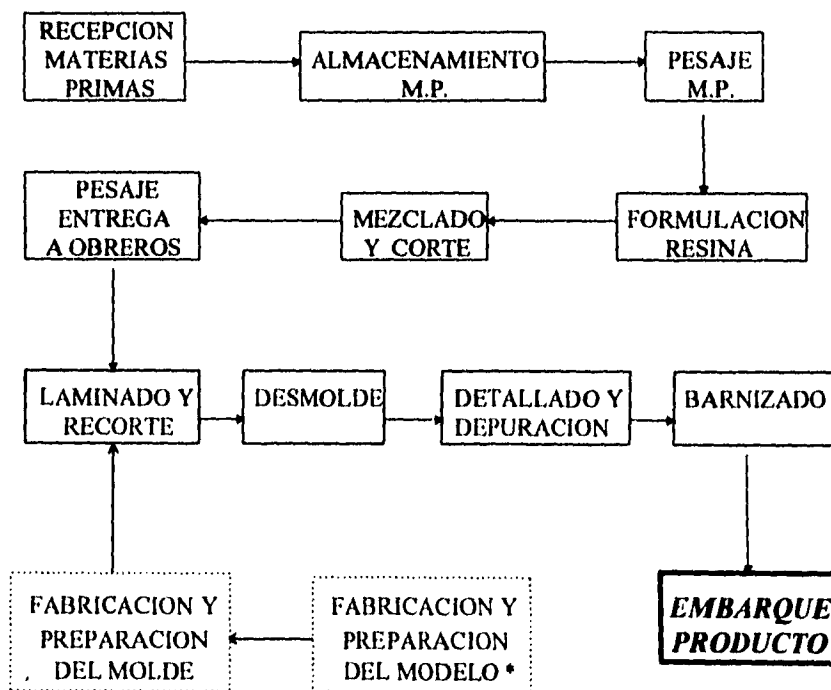 RECEPCION
MATERIAS
PRIMAS
ALMACENAMIENTO
M.P.
PESAJE
M.P.
FORMULACION
RESINA
MEZCLADO
Y CORTE
PESAJE
ENTREGA
A OBREROS
LAMINADO Y
RECORTE
DESMOLDE
DETALLADO Y
DEPURACION
BARNIZADO
FABRICACION Y
PREPARACION
DEL MOLDE
FABRICACION Y
PREPARACION
DEL MODELO *
EMBARQUE
PRODUCTO